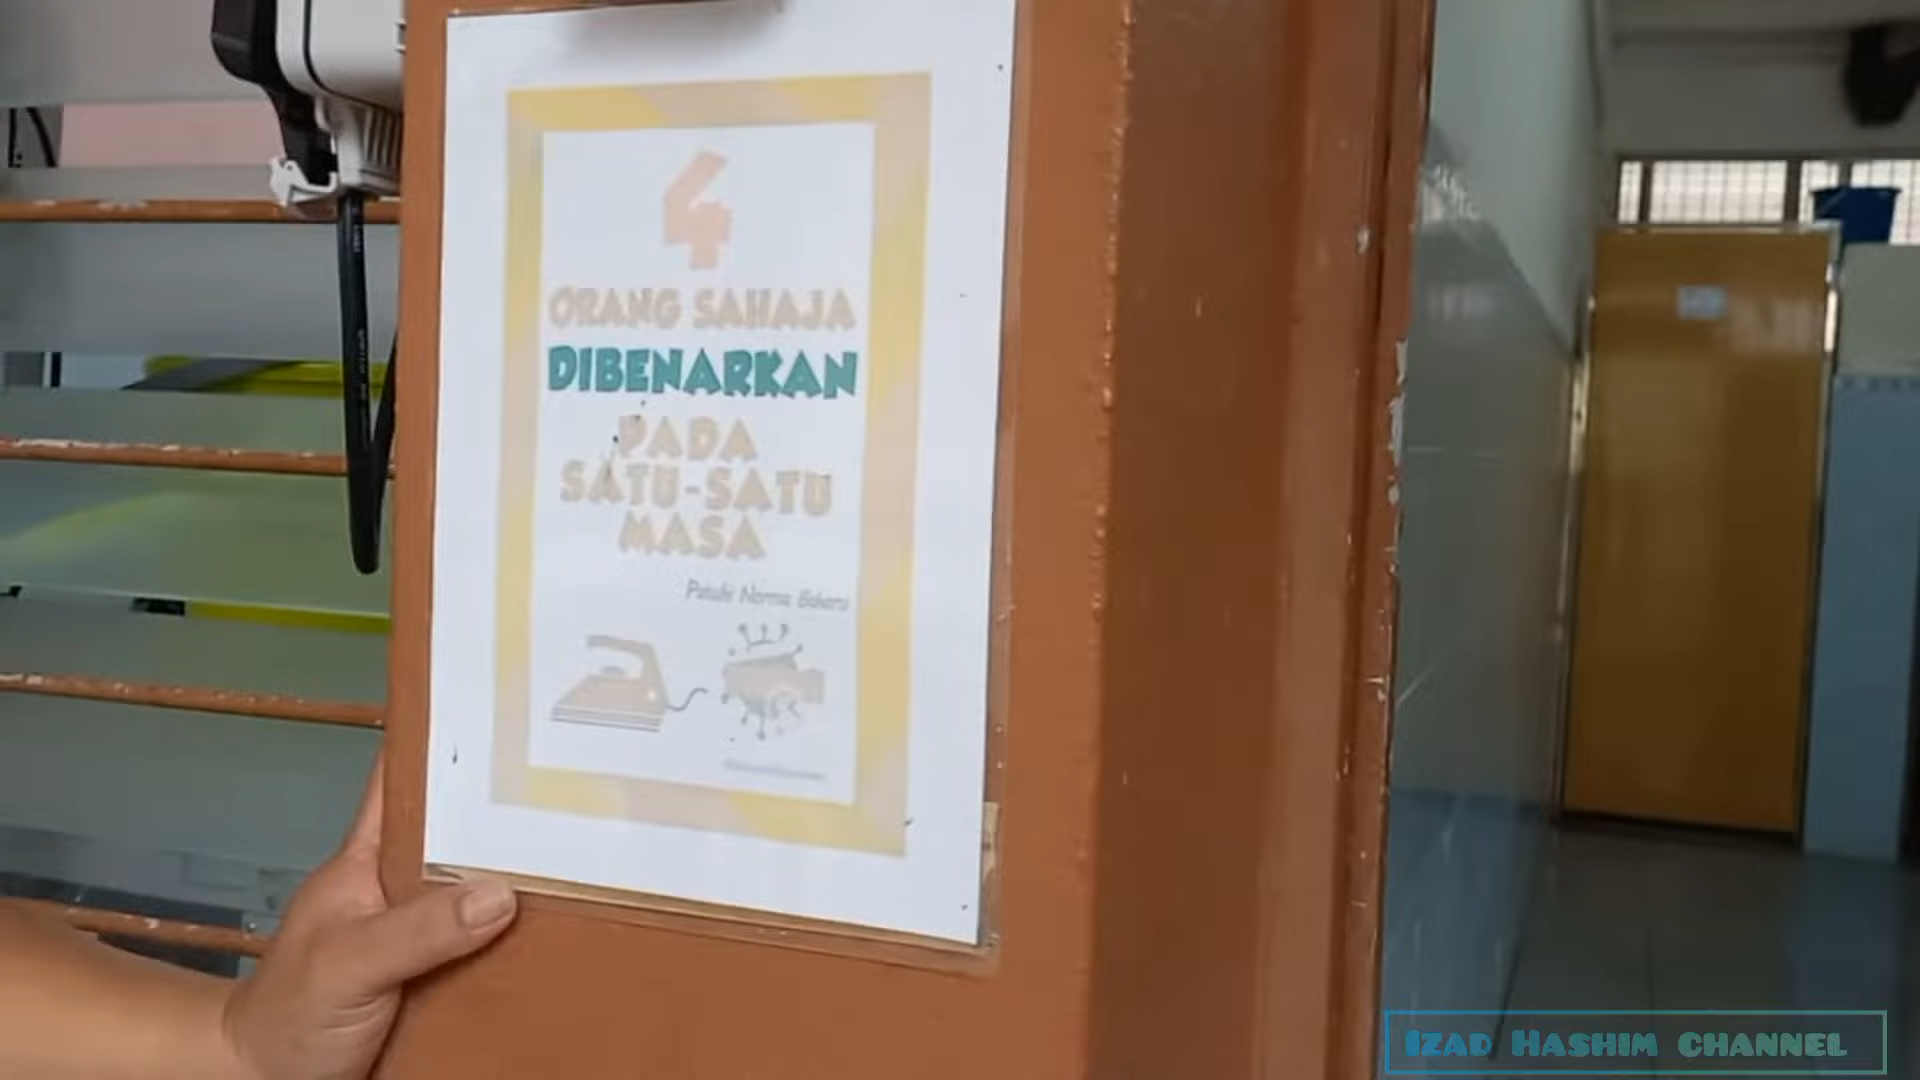 4
ORANG SAHAJA
DIBENARKAN
PADA
SATU-SATU
MASA
Patuhi Norma Baharu
IZAD HASHIM CHANNEL